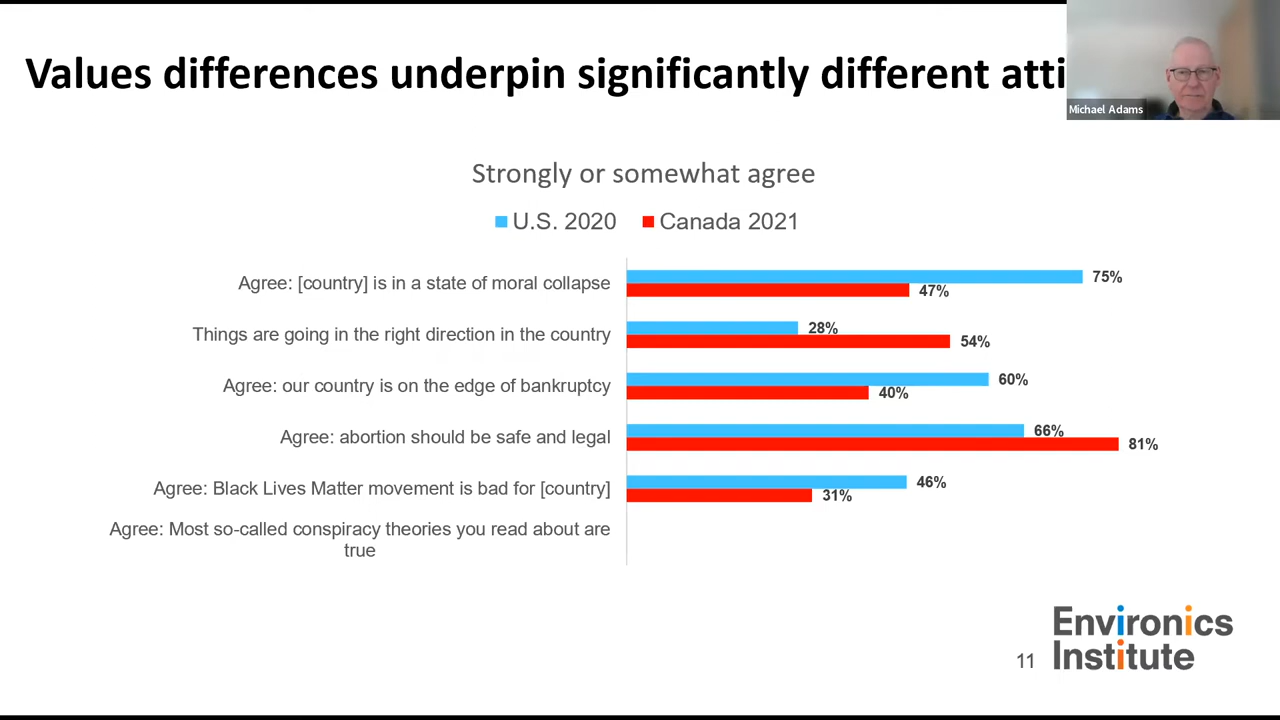 Values differences underpin significantly different atti
Michael Adams
Strongly or somewhat agree
U.S. 2020 Canada 2021
Agree: [country] is in a state of moral collapse 75% 47%
Things are going in the right direction in the country 28% 54%
Agree: our country is on the edge of bankruptcy 60% 40%
Agree: abortion should be safe and legal 66% 81%
Agree: Black Lives Matter movement is bad for [country] 46% 31%
Agree: Most so-called conspiracy theories you read about are
true
11
Environics
Institute